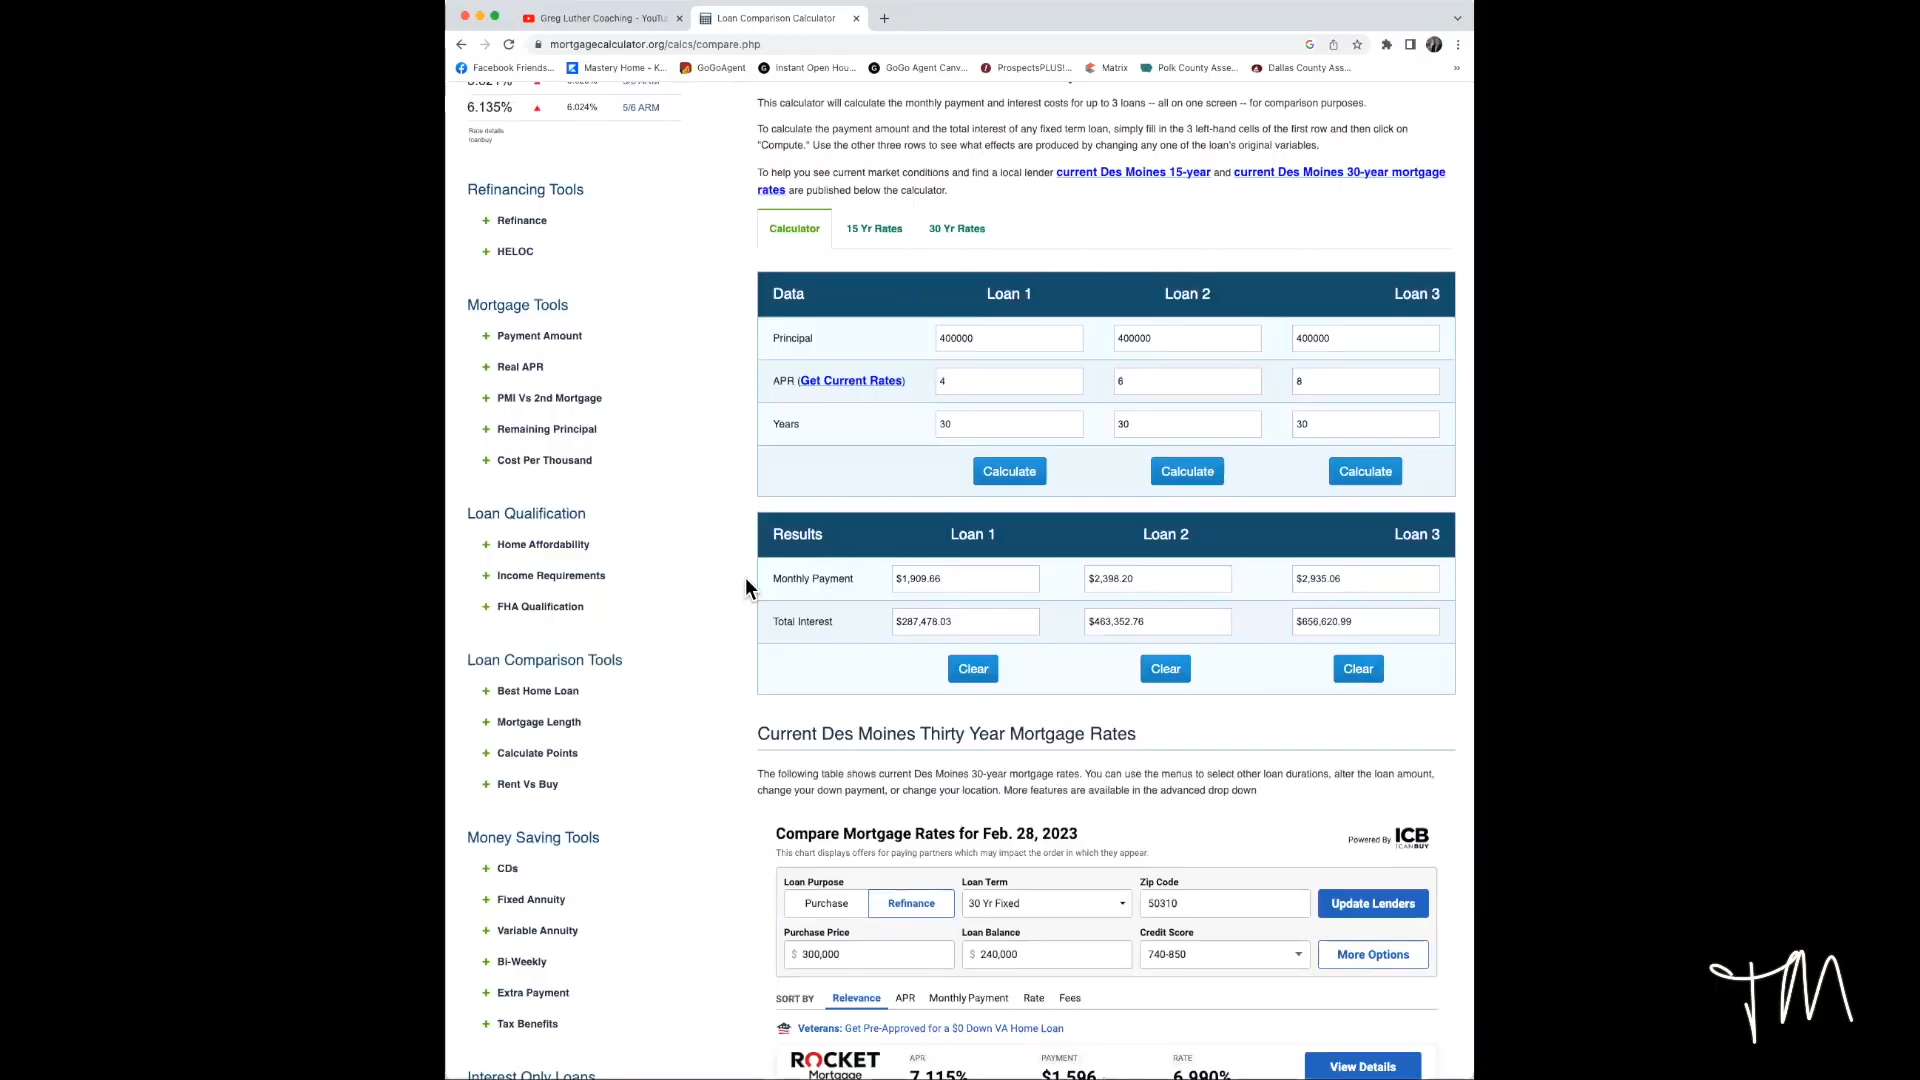 Greg Luther Coaching - YouTu
Loan Comparison Calculator
mortgagecalculator.org/calcs/compare.php
Facebook Friends...
Mastery Home - K...
GoGoAgent
Instant Open Hou...
GoGo Agent Canv...
ProspectsPLUS!...
Matrix
Polk County Asse...
Dallas County Ass...
6.135% 6.024% 5/6 ARM
Rate details
Icanbuy
Refinancing Tools
+ Refinance
+ HELOC
Mortgage Tools
+ Payment Amount
+ Real APR
+ PMI Vs 2nd Mortgage
+ Remaining Principal
+ Cost Per Thousand
Loan Qualification
+ Home Affordability
+ Income Requirements
+ FHA Qualification
Loan Comparison Tools
+ Best Home Loan
+ Mortgage Length
+ Calculate Points
+ Rent Vs Buy
Money Saving Tools
+ CDs
+ Fixed Annuity
+ Variable Annuity
+ Bi-Weekly
+ Extra Payment
+ Tax Benefits
Interest Only Loans
This calculator will calculate the monthly payment and interest costs for up to 3 loans -- all on one screen -- for comparison purposes.
To calculate the payment amount and the total interest of any fixed term loan, simply fill in the 3 left-hand cells of the first row and then click on
"Compute." Use the other three rows to see what effects are produced by changing any one of the loan's original variables.
To help you see current market conditions and find a local lender current Des Moines 15-year and current Des Moines 30-year mortgage
rates are published below the calculator.
Calculator 15 Yr Rates 30 Yr Rates
Data Loan 1 Loan 2 Loan 3
Principal 400000 400000 400000
APR (Get Current Rates) 4 6 8
Years 30 30 30
Calculate Calculate Calculate
Results Loan 1 Loan 2 Loan 3
Monthly Payment $1,909.66 $2,398.20 $2,935.06
Total Interest $287,478.03 $463,352.76 $656,620.99
Clear Clear Clear
Current Des Moines Thirty Year Mortgage Rates
The following table shows current Des Moines 30-year mortgage rates. You can use the menus to select other loan durations, alter the loan amount,
change your down payment, or change your location. More features are available in the advanced drop down
Compare Mortgage Rates for Feb. 28, 2023
Powered By ICB
ICANBUY
This chart displays offers for paying partners which may impact the order in which they appear.
Loan Purpose Loan Term Zip Code
Purchase Refinance 30 Yr Fixed 50310 Update Lenders
Purchase Price Loan Balance Credit Score
$ 300,000 $ 240,000 740-850 More Options
SORT BY Relevance APR Monthly Payment Rate Fees
Veterans: Get Pre-Approved for a $0 Down VA Home Loan
ROCKET APR PAYMENT RATE View Details
Mortgage 7.115% $1,596 6.990%
TM